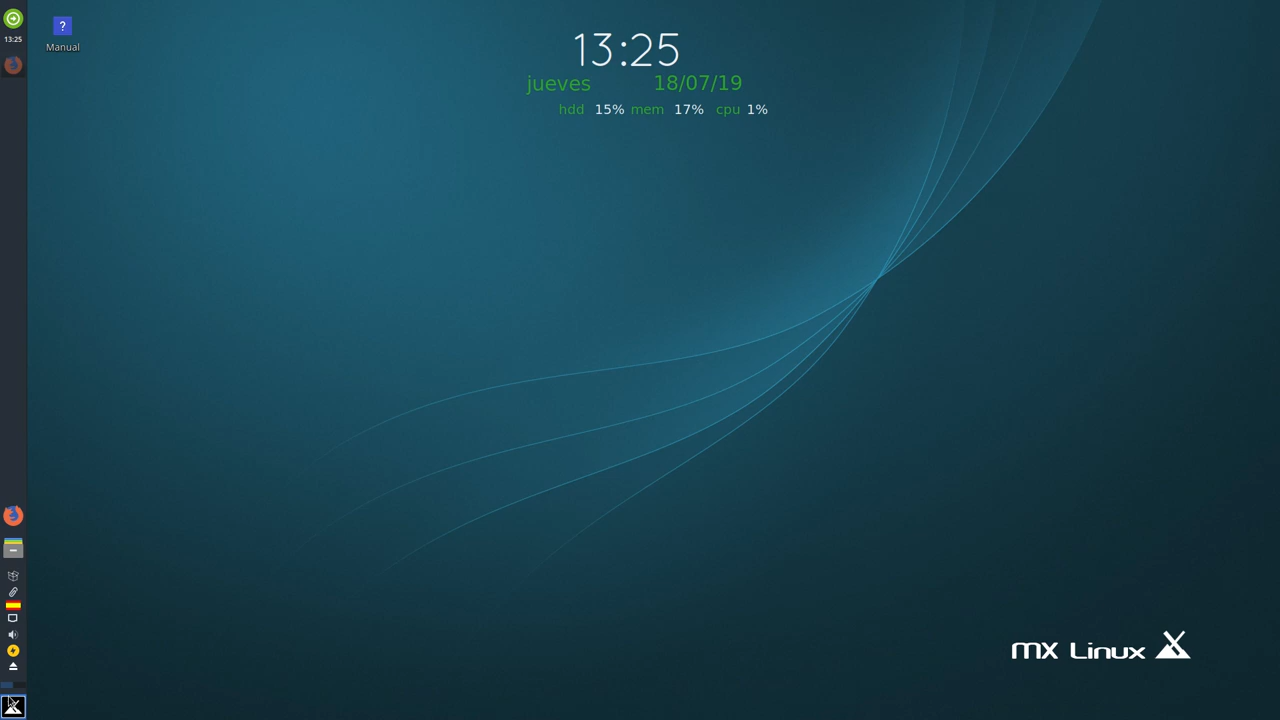 13:25
?
Manual
13:25
jueves 18/07/19
hdd 15% mem 17% cpu 1%
mx Linux